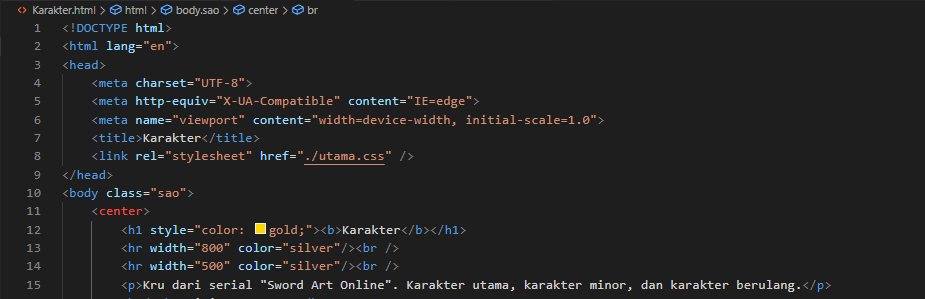 Karakter.html > html > body.sao > center > br
1 <!DOCTYPE html>
2 <html lang="en">
3 <head>
4 <meta charset="UTF-8">
5 <meta http-equiv="X-UA-Compatible" content="IE=edge">
6 <meta name="viewport" content="width=device-width, initial-scale=1.0">
7 <title>Karakter</title>
8 <link rel="stylesheet" href="./utama.css" />
9 </head>
10 <body class="sao">
11 <center>
12 <h1 style="color: gold;"><b>Karakter</b></h1>
13 <hr width="800" color="silver"/><br />
14 <hr width="500" color="silver"/><br />
15 <p>Kru dari serial "Sword Art Online". Karakter utama, karakter minor, dan karakter berulang.</p>